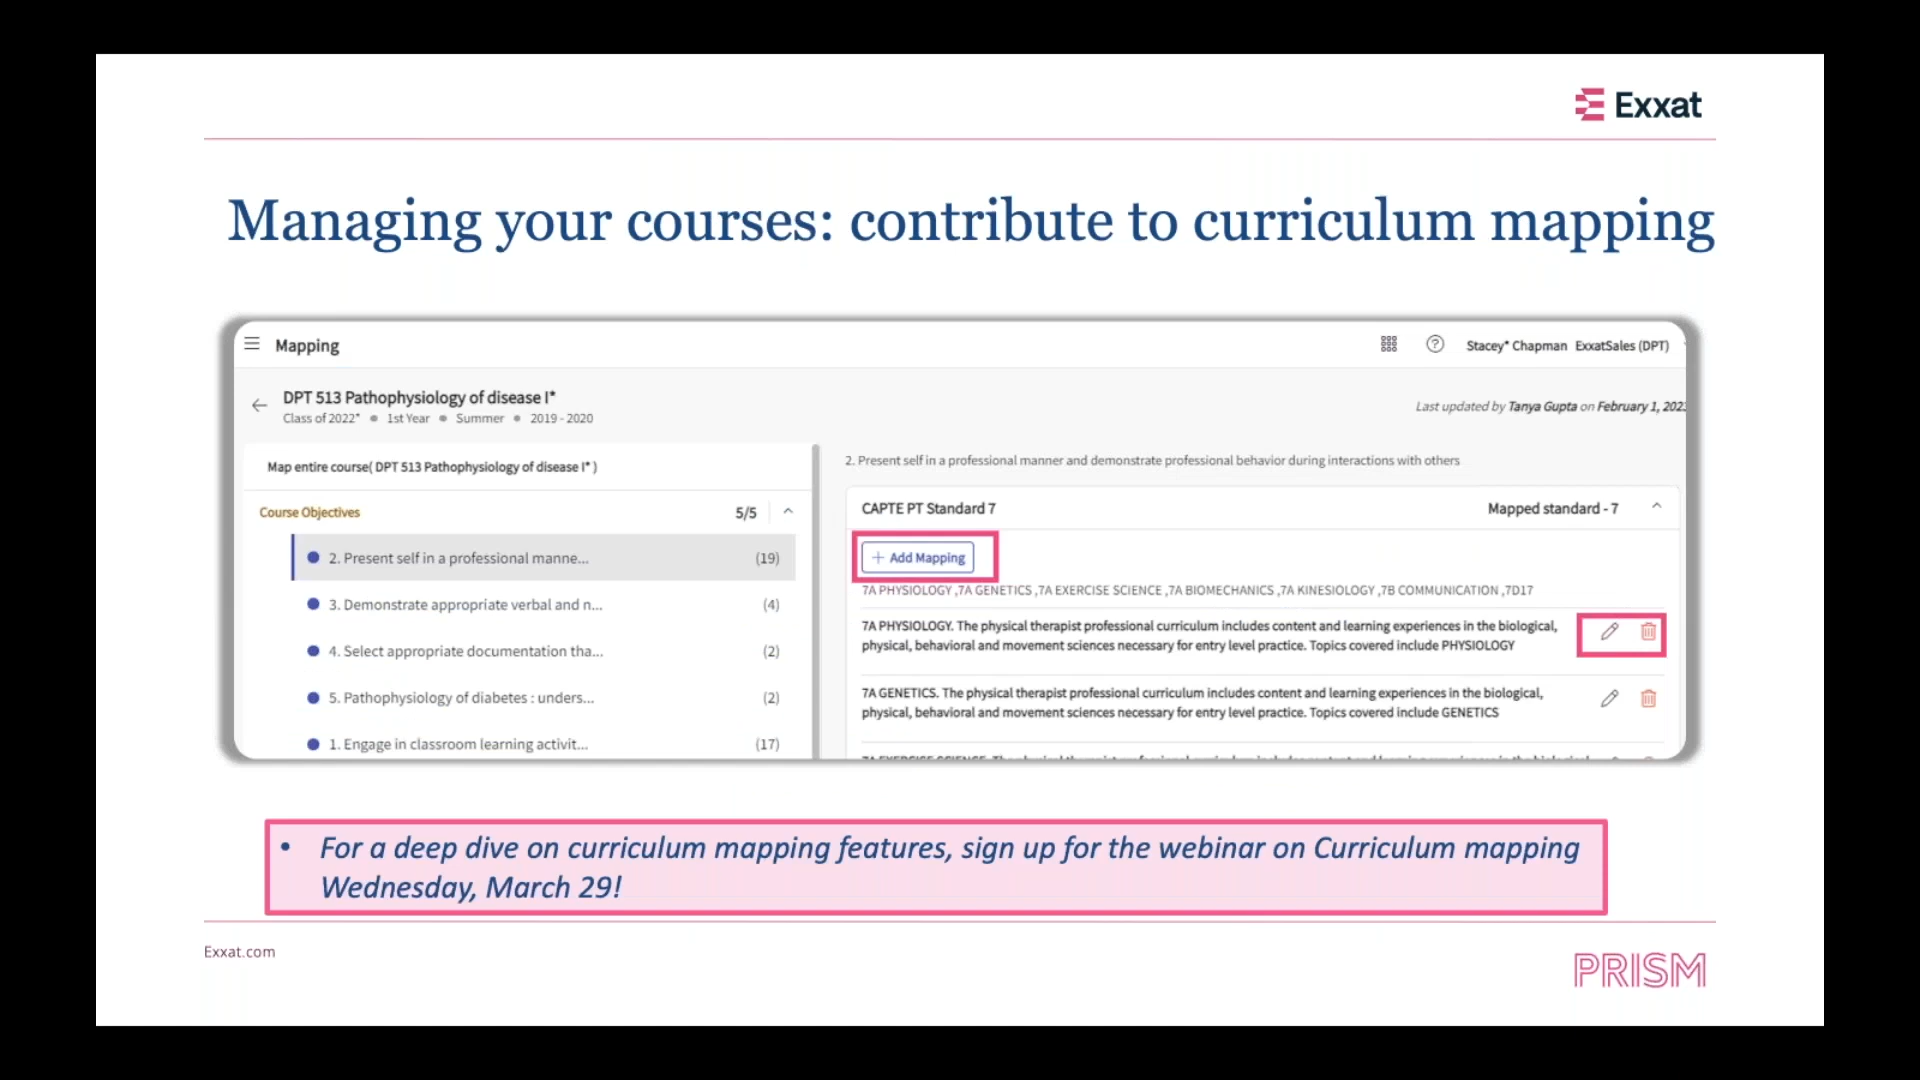 Exxat
Managing your courses: contribute to curriculum mapping
Mapping
Stacey* Chapman ExxatSales (DPT)
DPT 513 Pathophysiology of disease I*
Class of 2022* • 1st Year • Summer • 2019 - 2020
Last updated by Tanya Gupta on February 1, 2023
Map entire course( DPT 513 Pathophysiology of disease I* )
Course Objectives 5/5
2. Present self in a professional manne... (19)
3. Demonstrate appropriate verbal and n... (4)
4. Select appropriate documentation tha... (2)
5. Pathophysiology of diabetes : unders... (2)
1. Engage in classroom learning activit... (17)
2. Present self in a professional manner and demonstrate professional behavior during interactions with others
CAPTE PT Standard 7 Mapped standard - 7
+ Add Mapping
7A PHYSIOLOGY ,7A GENETICS ,7A EXERCISE SCIENCE ,7A BIOMECHANICS ,7A KINESIOLOGY ,7B COMMUNICATION ,7D17
7A PHYSIOLOGY. The physical therapist professional curriculum includes content and learning experiences in the biological,
physical, behavioral and movement sciences necessary for entry level practice. Topics covered include PHYSIOLOGY
7A GENETICS. The physical therapist professional curriculum includes content and learning experiences in the biological,
physical, behavioral and movement sciences necessary for entry level practice. Topics covered include GENETICS
• For a deep dive on curriculum mapping features, sign up for the webinar on Curriculum mapping
Wednesday, March 29!
Exxat.com
PRISM